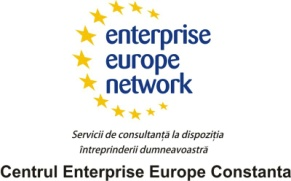 enterprise
europe
network
Servicii de consultanță la dispoziția
întreprinderii dumneavoastră
Centrul Enterprise Europe Constanta